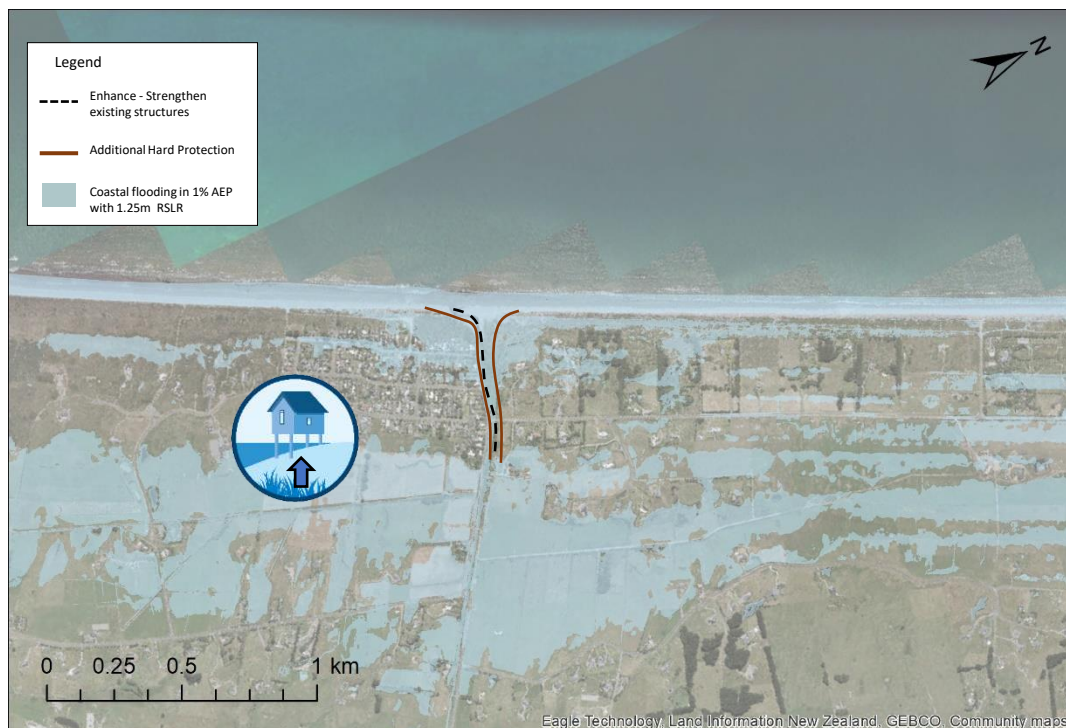 Legend
Enhance - Strengthen
existing structures
Additional Hard Protection
Coastal flooding in 1% AEP
with 1.25m RSLR
N
0 0.25 0.5 1 km
Eagle Technology, Land Information New Zealand, GEBCO, Community maps